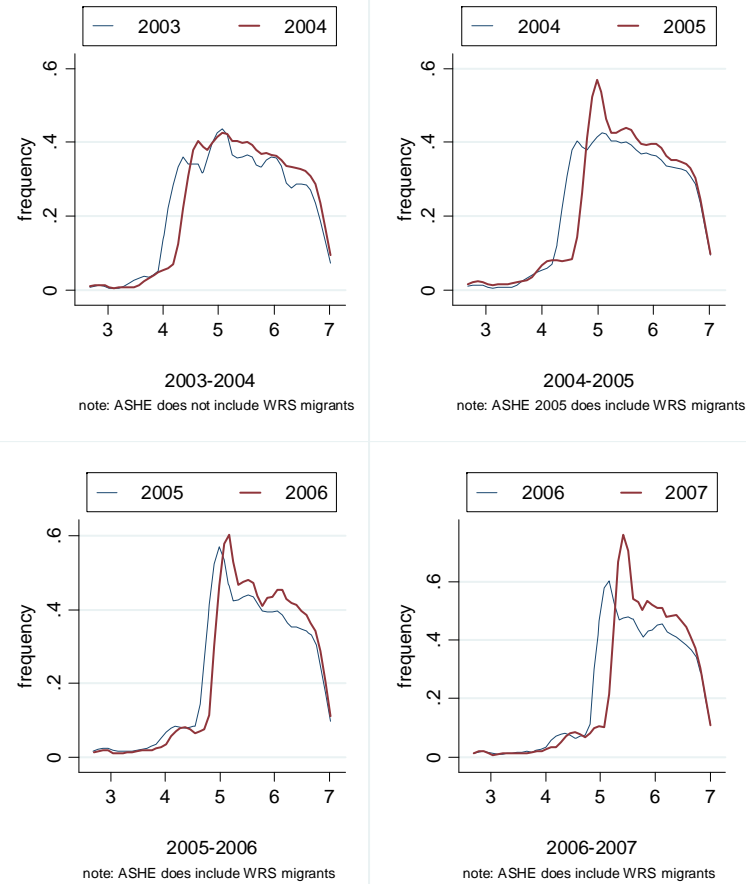 2003 2004
.6
.4
.2
0
frequency
3 4 5 6 7
2003-2004
note: ASHE does not include WRS migrants
2004 2005
.6
.4
.2
0
frequency
3 4 5 6 7
2004-2005
note: ASHE 2005 does include WRS migrants
2005 2006
.6
.4
.2
0
frequency
3 4 5 6 7
2005-2006
note: ASHE does include WRS migrants
2006 2007
.6
.4
.2
0
frequency
3 4 5 6 7
2006-2007
note: ASHE does include WRS migrants